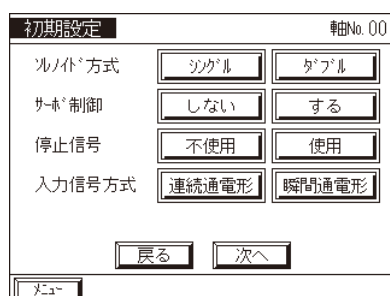 初期設定 軸No. 00
ｿﾚﾉｲﾄﾞ方式 ｼﾝｸﾞﾙ ﾀﾞﾌﾞﾙ
ｻｰﾎﾞ制御 しない する
停止信号 不使用 使用
入力信号方式 連続通電形 瞬間通電形
戻る 次へ
ﾒﾆｭｰ